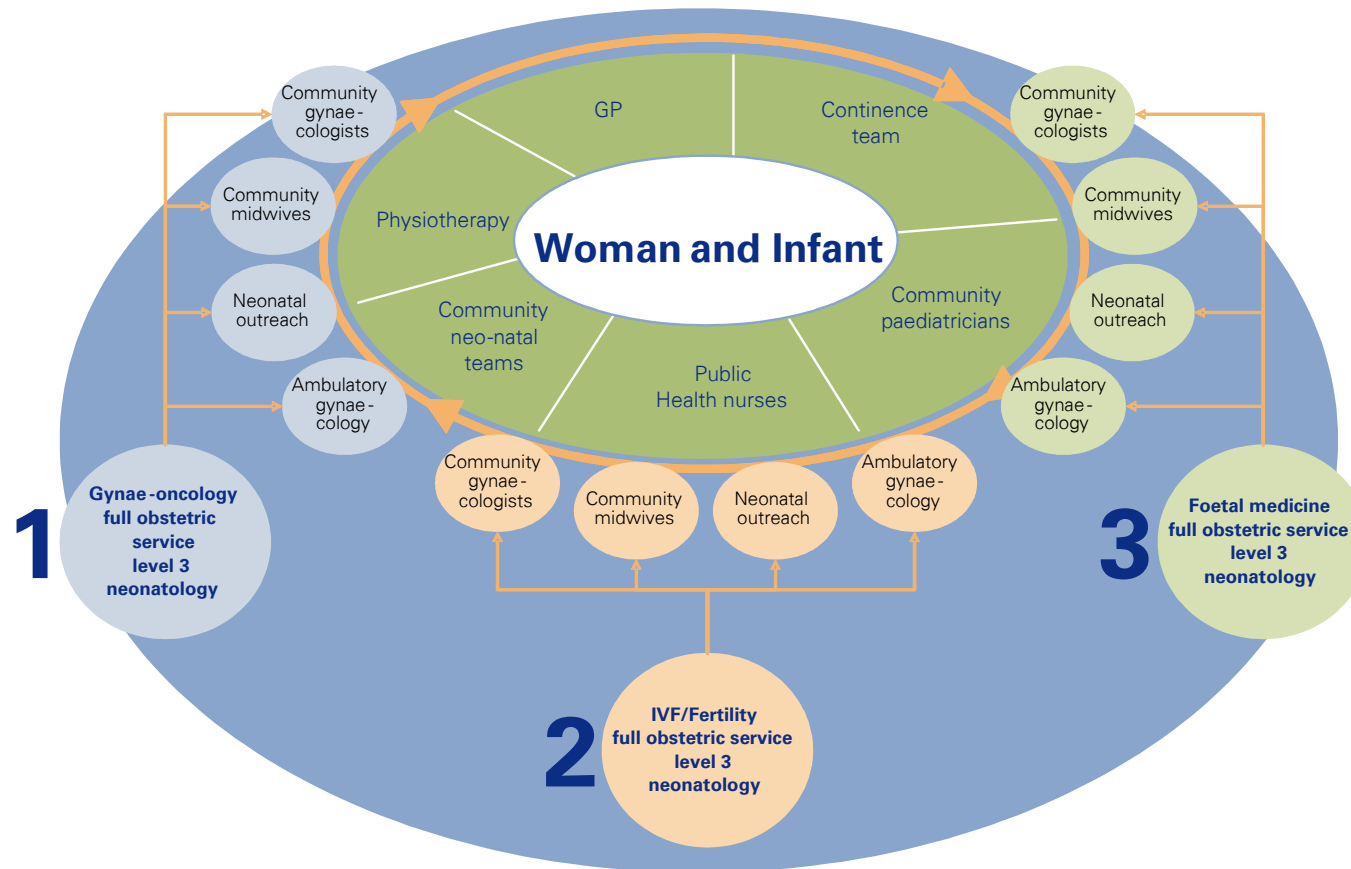 Community
gynae-
cologists
Community
midwives
Neonatal
outreach
Ambulatory
gynae-
cology
1
Gynae-oncology
full obstetric
service
level 3
neonatology
GP
Continence
team
Physiotherapy
Woman and Infant
Community
neo-natal
teams
Public
Health nurses
Community
paediatricians
Community
gynae-
cologists
Community
midwives
Neonatal
outreach
Ambulatory
gynae-
cology
2
IVF/Fertility
full obstetric service
level 3
neonatology
Community
gynae-
cologists
Community
midwives
Neonatal
outreach
Ambulatory
gynae-
cology
3
Foetal medicine
full obstetric service
level 3
neonatology